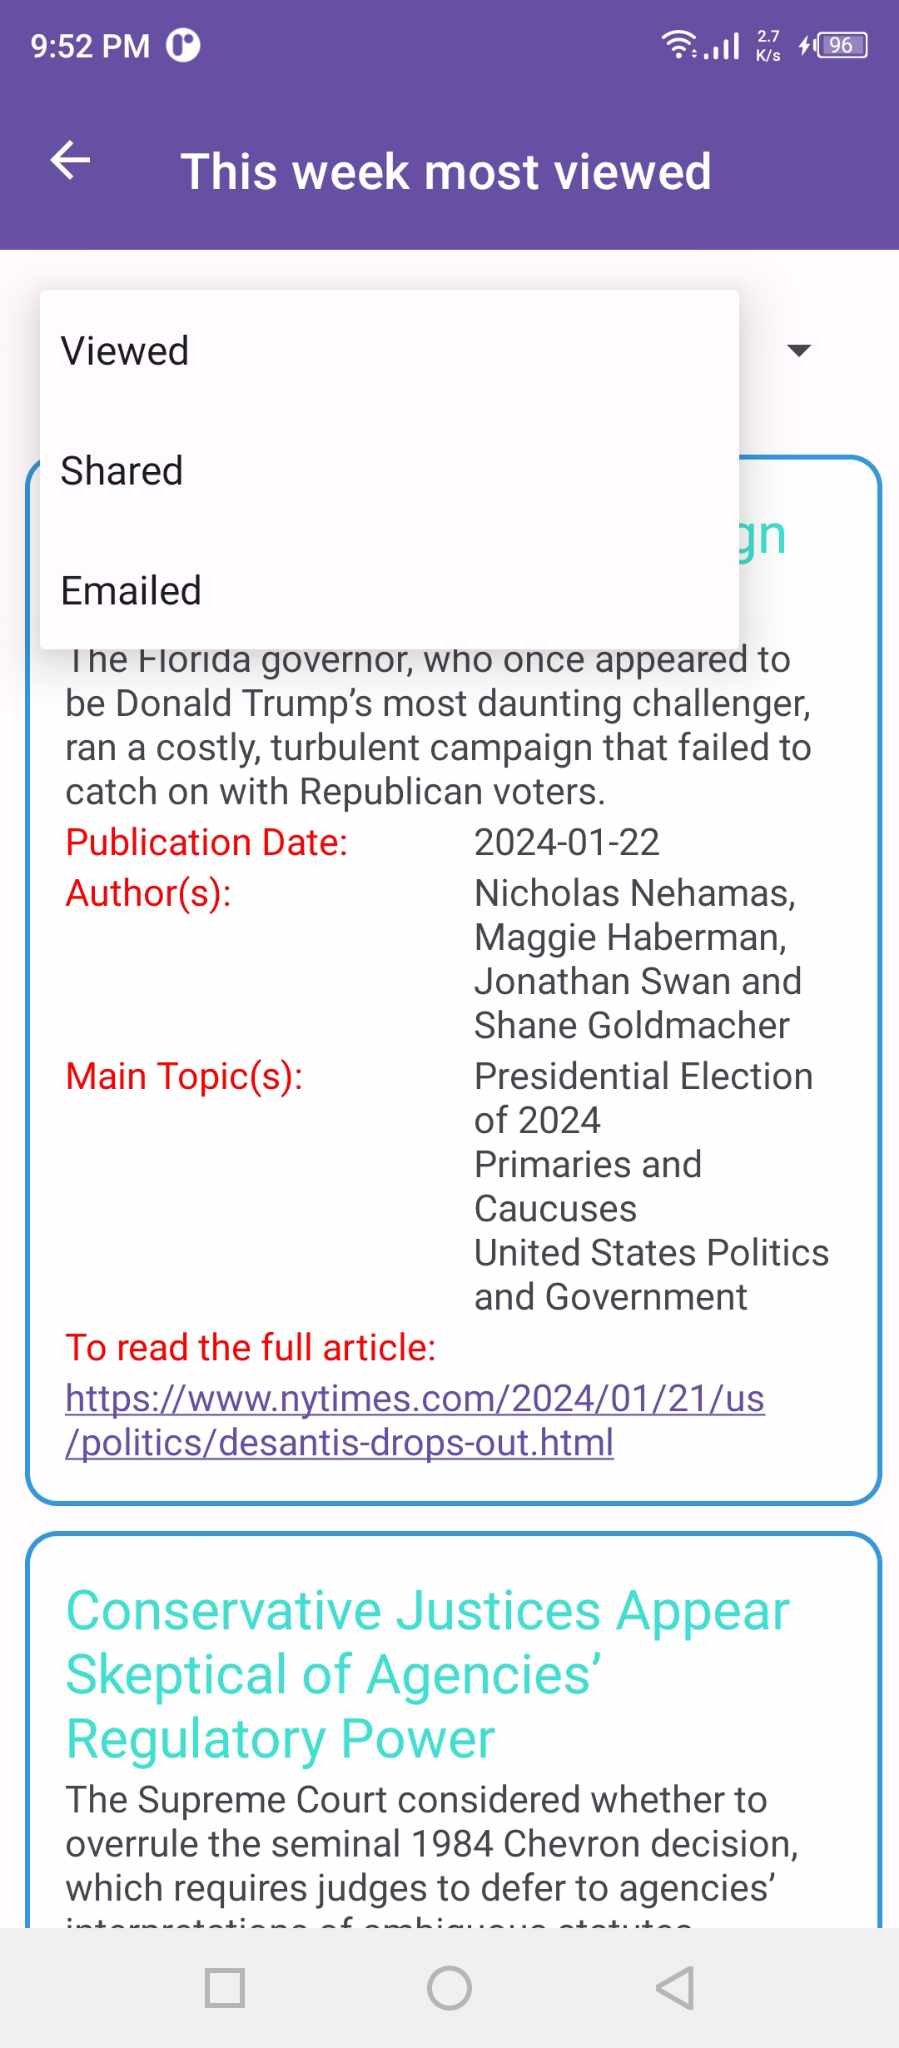 9:52 PM
2.7
K/s
96
This week most viewed
Viewed
Shared
Emailed
gn
The Florida governor, who once appeared to
be Donald Trump’s most daunting challenger,
ran a costly, turbulent campaign that failed to
catch on with Republican voters.
Publication Date: 2024-01-22
Author(s): Nicholas Nehamas,
Maggie Haberman,
Jonathan Swan and
Shane Goldmacher
Main Topic(s): Presidential Election
of 2024
Primaries and
Caucuses
United States Politics
and Government
To read the full article:
https://www.nytimes.com/2024/01/21/us
/politics/desantis-drops-out.html
Conservative Justices Appear
Skeptical of Agencies’
Regulatory Power
The Supreme Court considered whether to
overrule the seminal 1984 Chevron decision,
which requires judges to defer to agencies’
interpretations of ambiguous statutes